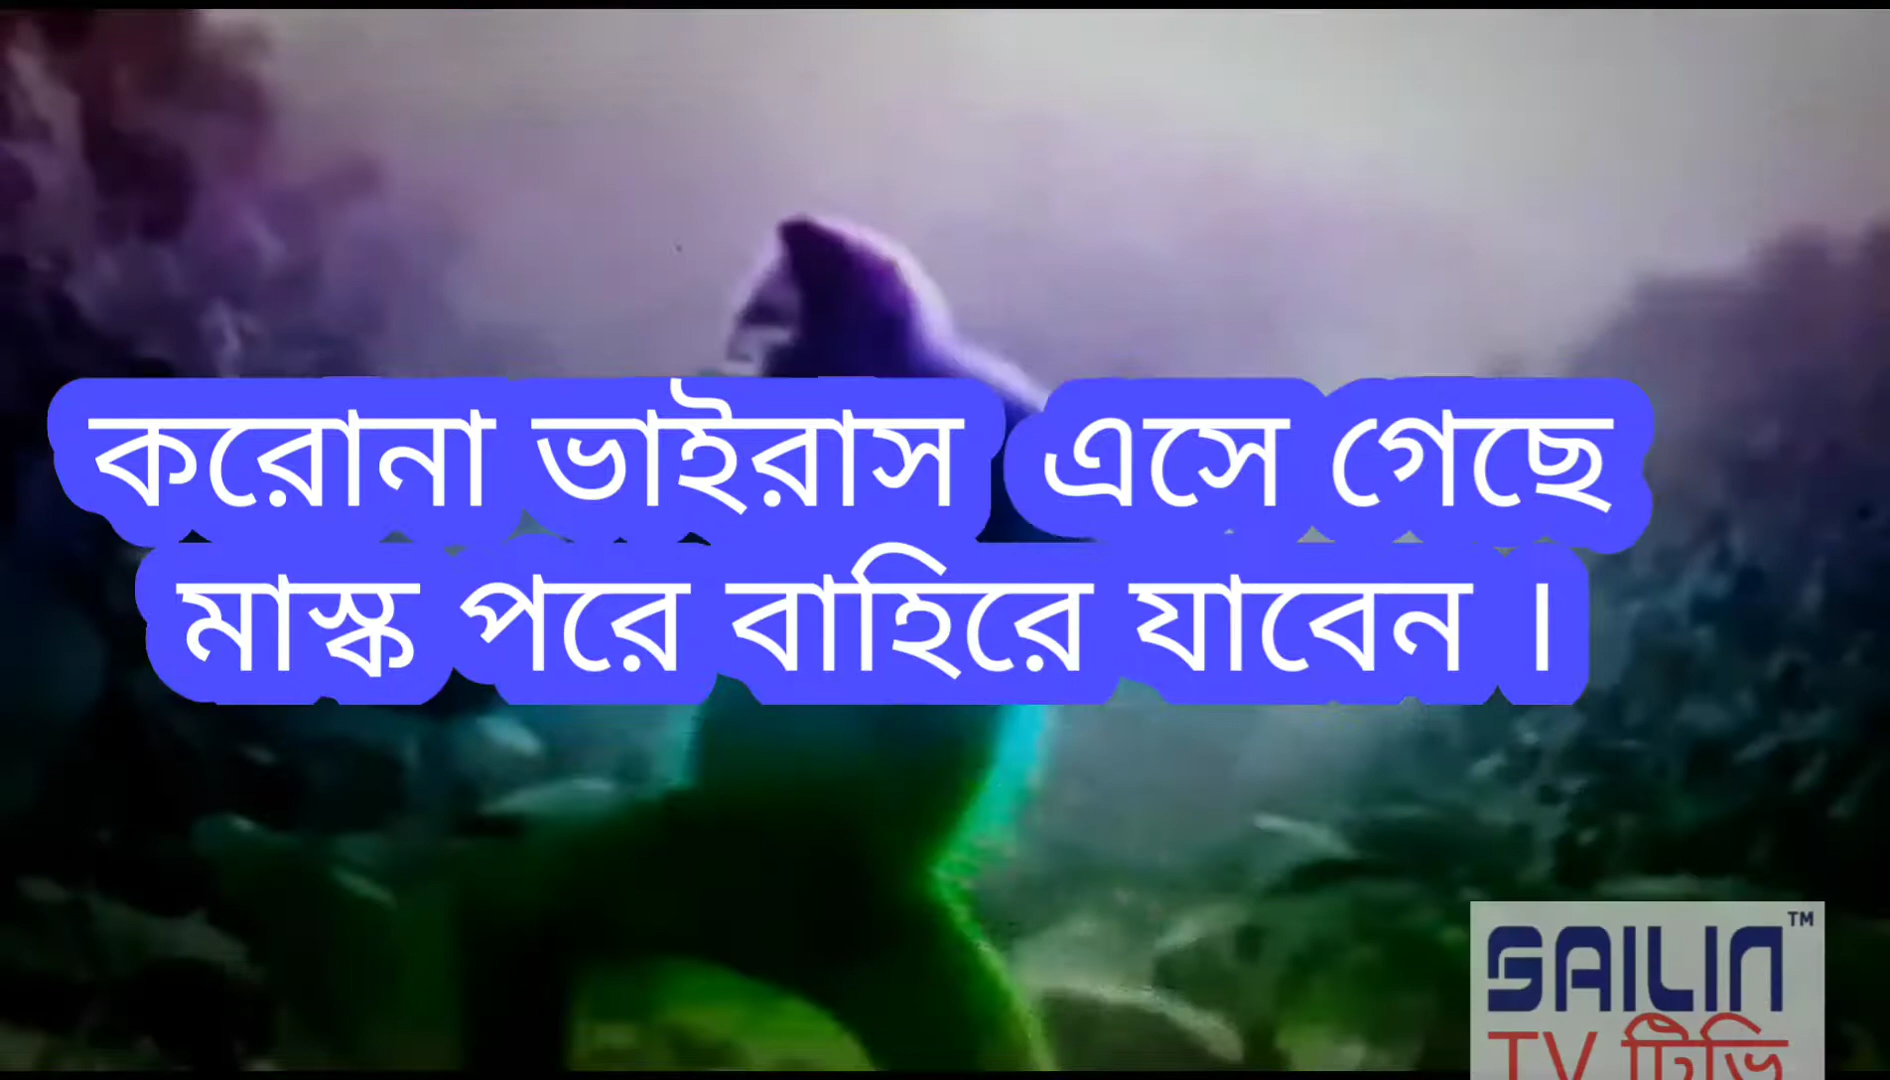 করোনা ভাইরাস এসে গেছে
মাস্ক পরে বাহিরে যাবেন ।
SAILIN™
TV টিভি